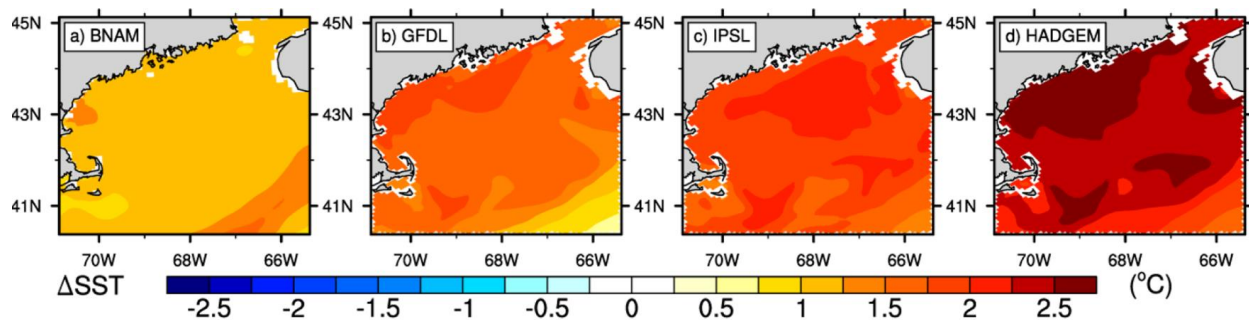 a) BNAM b) GFDL c) IPSL d) HADGEM
45N 45N 45N 45N
43N 43N 43N 43N
41N 41N 41N 41N
70W 68W 66W 70W 68W 66W 70W 68W 66W 70W 68W 66W
ΔSST -2.5 -2 -1.5 -1 -0.5 0 0.5 1 1.5 2 2.5 (°C)